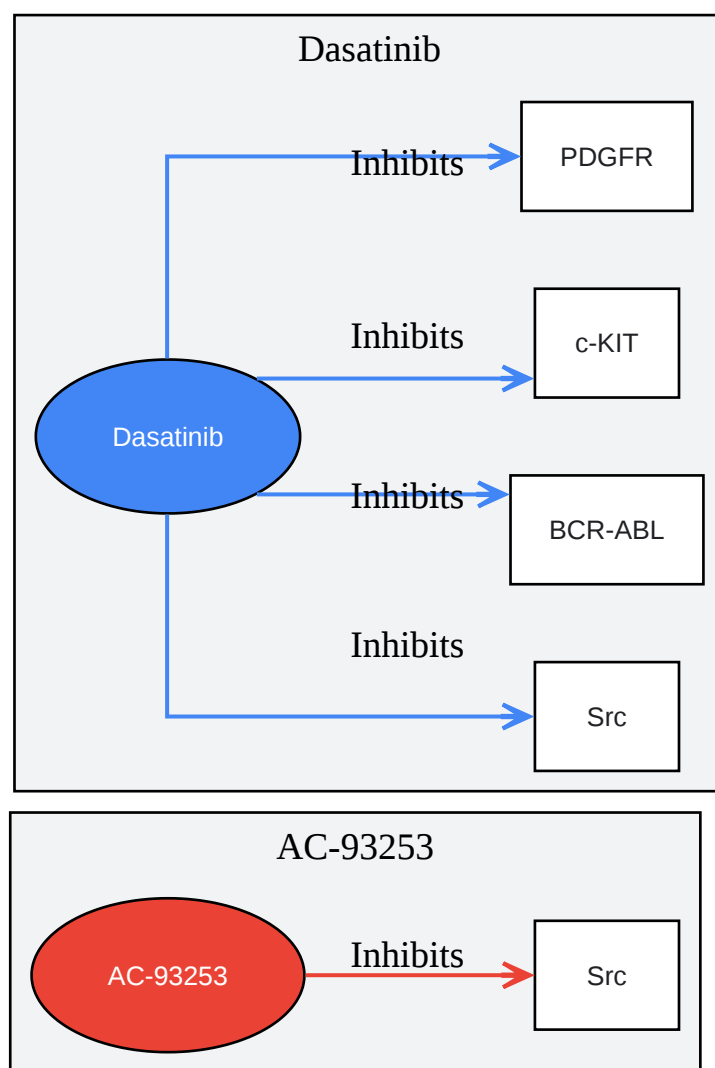 Dasatinib
Inhibits
PDGFR
Inhibits
c-KIT
Dasatinib
Inhibits
BCR-ABL
Inhibits
Src
AC-93253
AC-93253
Inhibits
Src